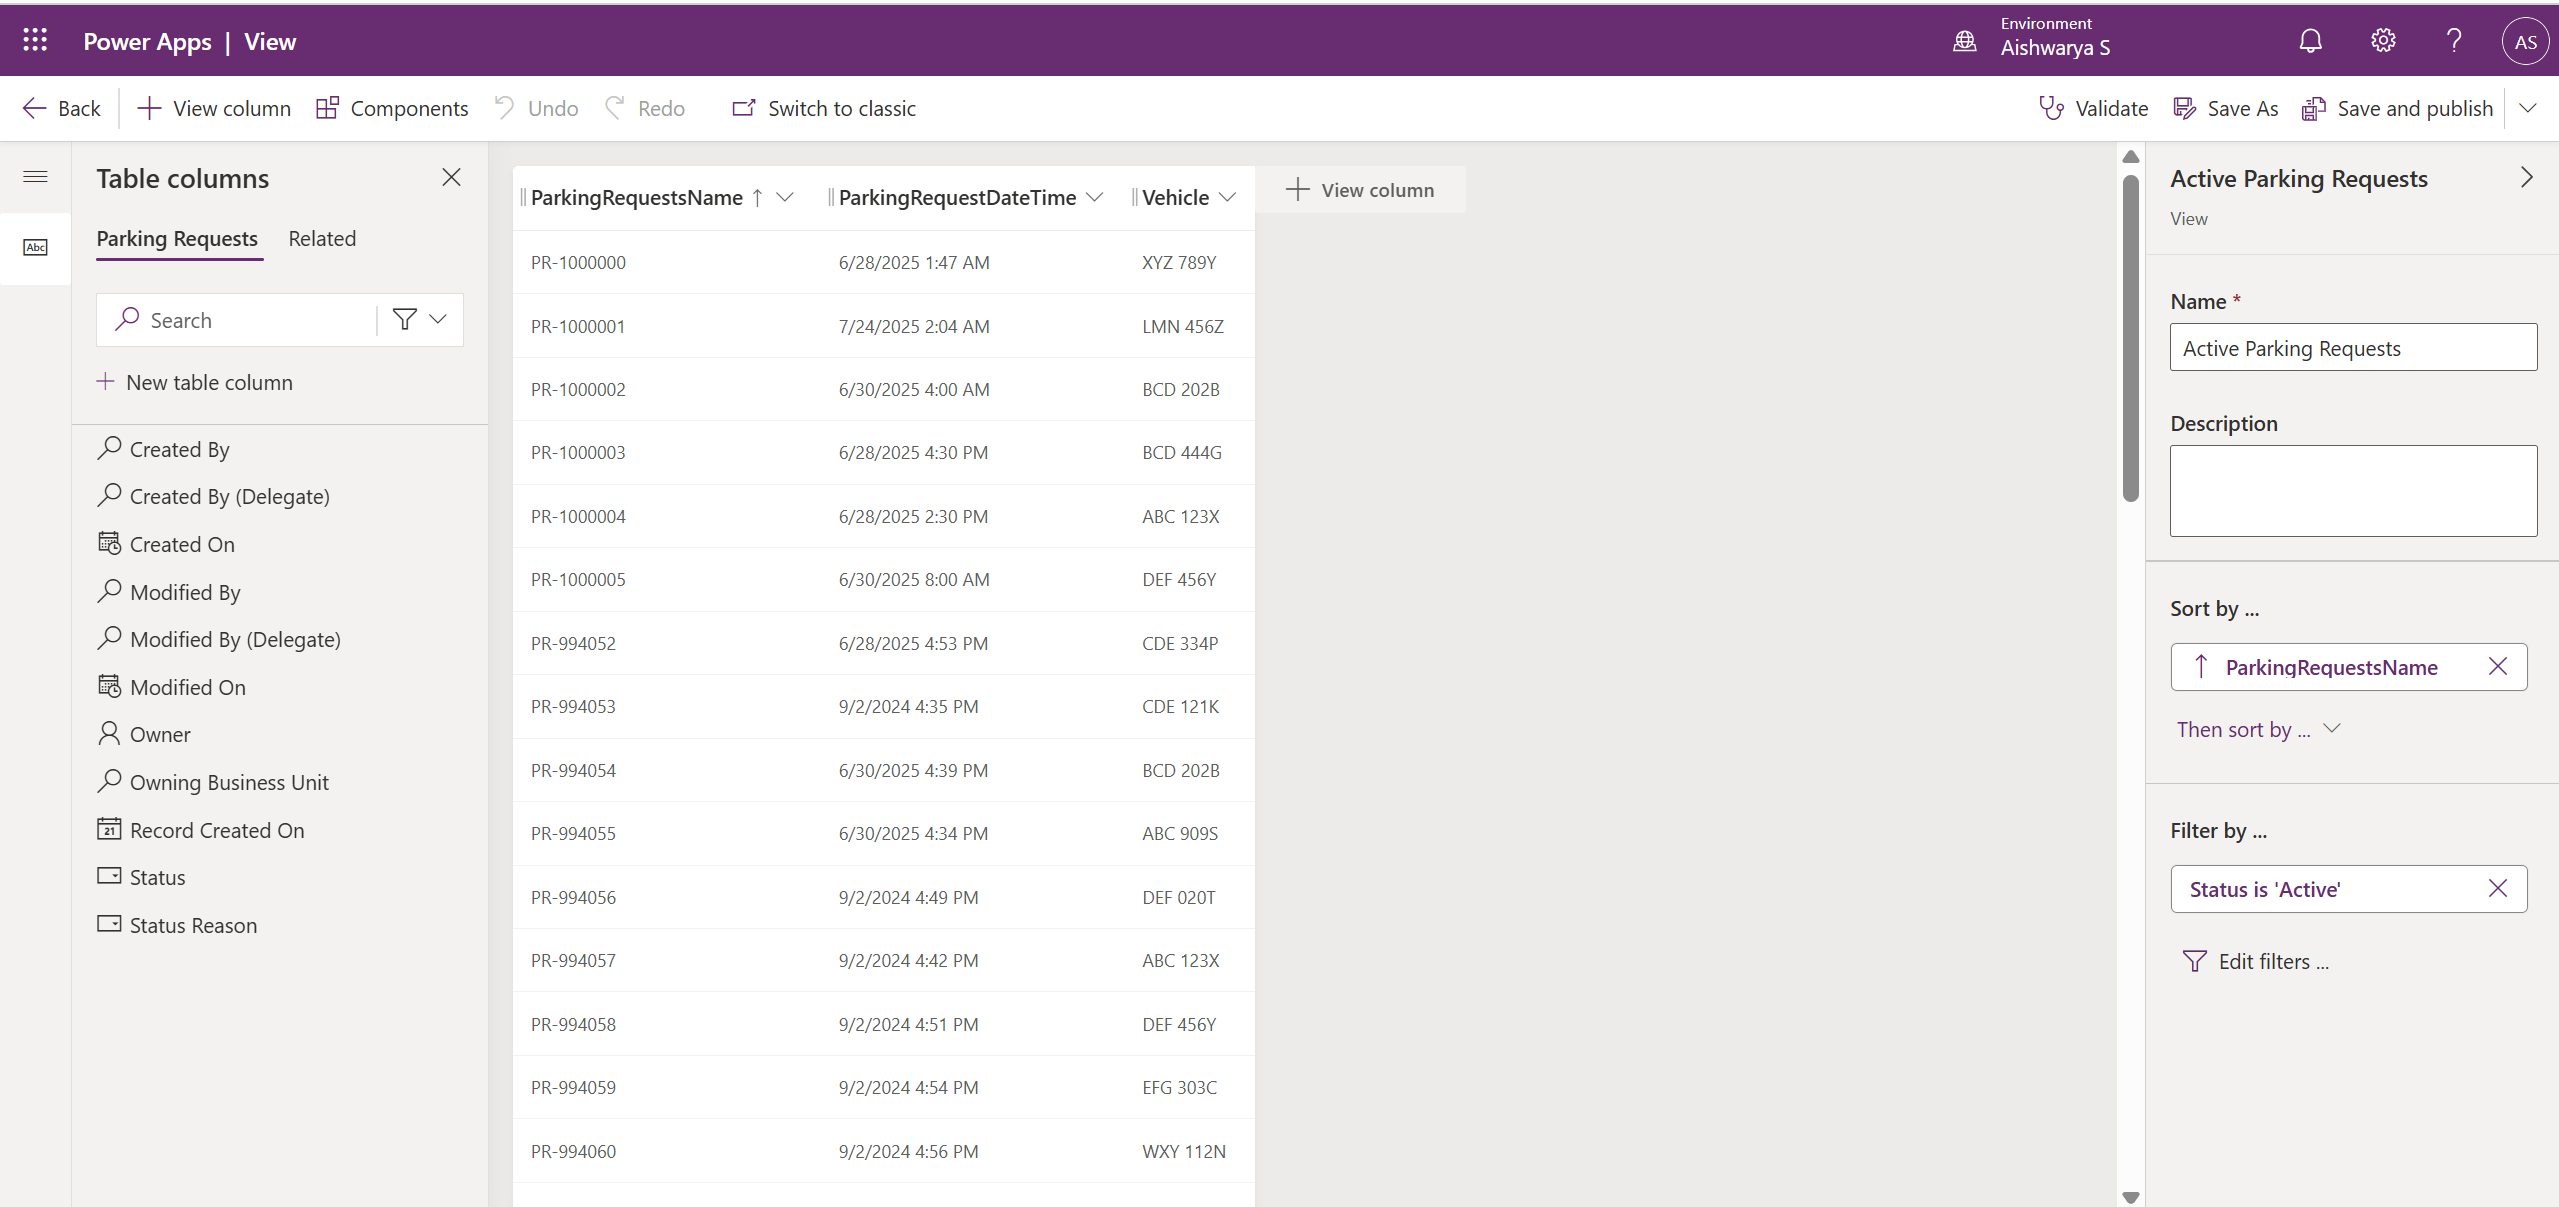 Power Apps | View
Environment
Aishwarya S
AS
Back
View column
Components
Undo
Redo
Switch to classic
Validate
Save As
Save and publish
Table columns
Parking Requests
Related
Abc
Search
New table column
Created By
Created By (Delegate)
Created On
Modified By
Modified By (Delegate)
Modified On
Owner
Owning Business Unit
21
Record Created On
Status
Status Reason
ParkingRequestsName ParkingRequestDateTime Vehicle
View column
PR-1000000 6/28/2025 1:47 AM XYZ 789Y
PR-1000001 7/24/2025 2:04 AM LMN 456Z
PR-1000002 6/30/2025 4:00 AM BCD 202B
PR-1000003 6/28/2025 4:30 PM BCD 444G
PR-1000004 6/28/2025 2:30 PM ABC 123X
PR-1000005 6/30/2025 8:00 AM DEF 456Y
PR-994052 6/28/2025 4:53 PM CDE 334P
PR-994053 9/2/2024 4:35 PM CDE 121K
PR-994054 6/30/2025 4:39 PM BCD 202B
PR-994055 6/30/2025 4:34 PM ABC 909S
PR-994056 9/2/2024 4:49 PM DEF 020T
PR-994057 9/2/2024 4:42 PM ABC 123X
PR-994058 9/2/2024 4:51 PM DEF 456Y
PR-994059 9/2/2024 4:54 PM EFG 303C
PR-994060 9/2/2024 4:56 PM WXY 112N
Active Parking Requests
View
Name *
Active Parking Requests
Description
Sort by ...
ParkingRequestsName
Then sort by ...
Filter by ...
Status is 'Active'
Edit filters ...